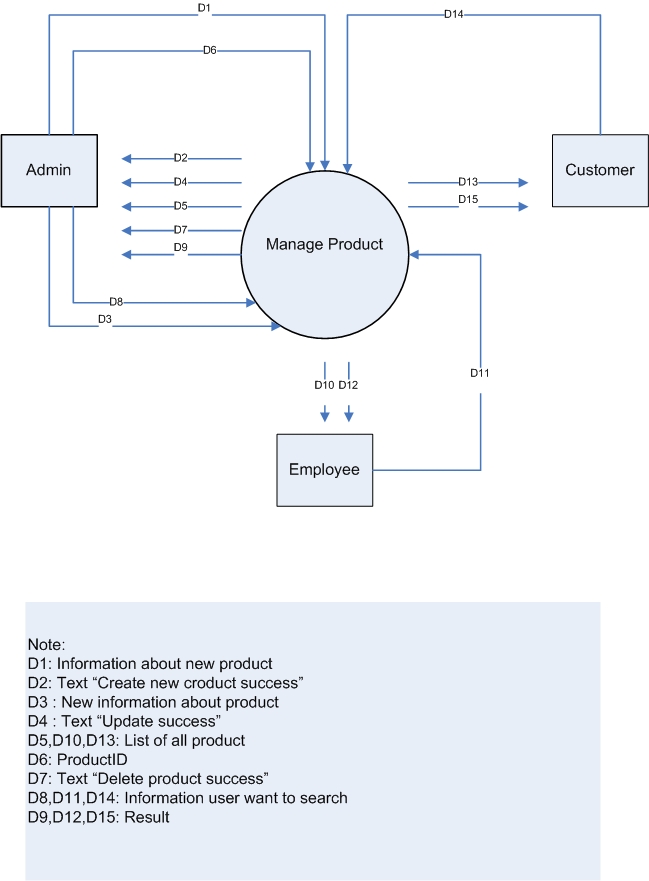 D1
D14
D6
Admin
Customer
D2
D4
D5
D7
D9
D13
D15
Manage Product
D8
D3
D10 D12
D11
Employee
Note:
D1: Information about new product
D2: Text “Create new croduct success”
D3 : New information about product
D4 : Text “Update success”
D5,D10,D13: List of all product
D6: ProductID
D7: Text “Delete product success”
D8,D11,D14: Information user want to search
D9,D12,D15: Result